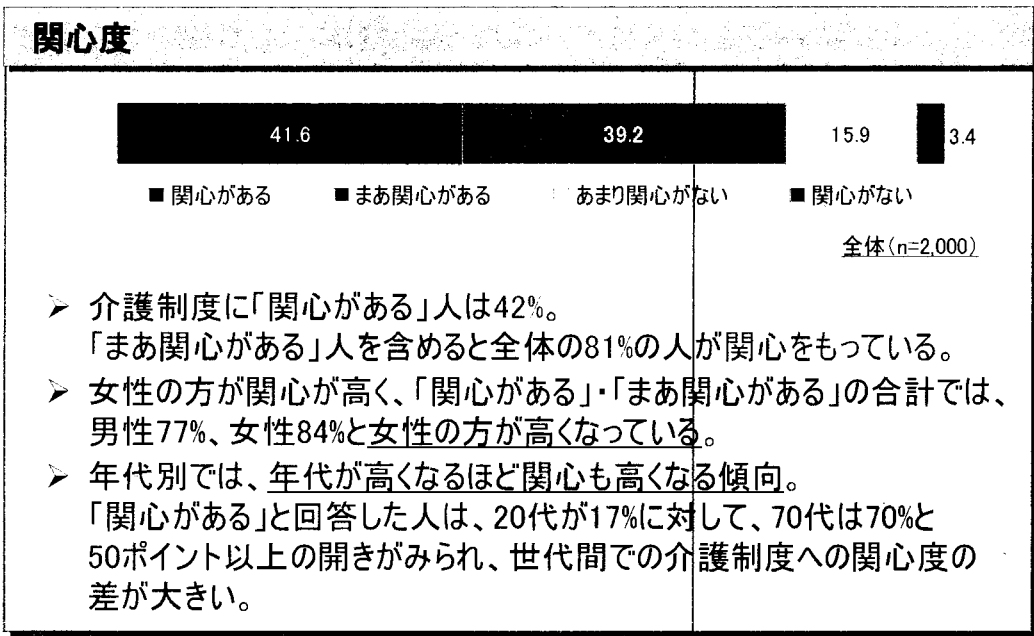 関心度
41.6 39.2 15.9 3.4
■ 関心がある ■ まあ関心がある あまり関心がない ■ 関心がない
全体(n=2,000)
➢ 介護制度に「関心がある」人は42%。
「まあ関心がある」人を含めると全体の81%の人が関心をもっている。
➢ 女性の方が関心が高く、「関心がある」・「まあ関心がある」の合計では、
男性77%、女性84%と女性の方が高くなっている。
➢ 年代別では、年代が高くなるほど関心も高くなる傾向。
「関心がある」と回答した人は、20代が17%に対して、70代は70%と
50ポイント以上の開きがみられ、世代間での介護制度への関心度の
差が大きい。